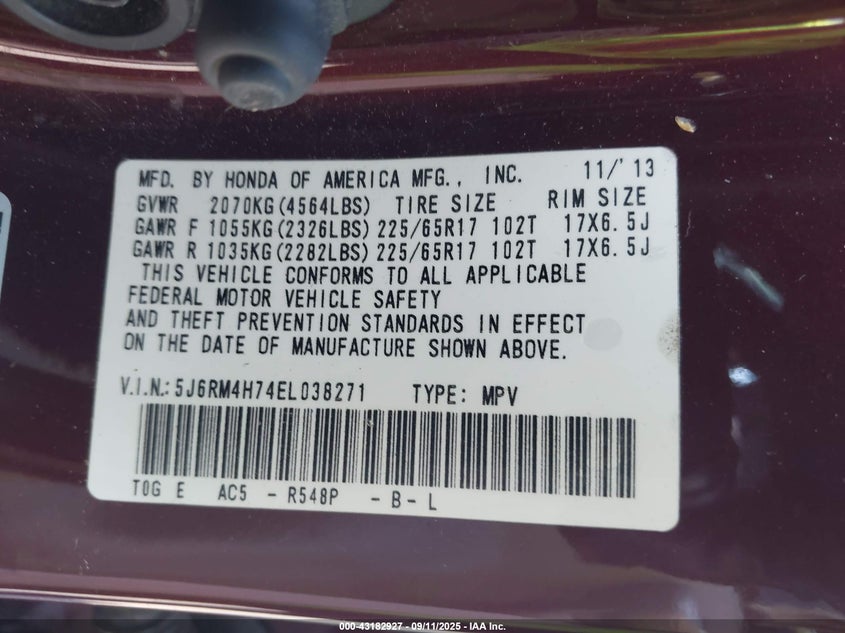 MFD. BY HONDA OF AMERICA MFG., INC. 11/'13
GVWR 2070KG(4564LBS) TIRE SIZE RIM SIZE
GAWR F 1055KG(2326LBS) 225/65R17 102T 17X6.5J
GAWR R 1035KG(2282LBS) 225/65R17 102T 17X6.5J
THIS VEHICLE CONFORMS TO ALL APPLICABLE
FEDERAL MOTOR VEHICLE SAFETY
AND THEFT PREVENTION STANDARDS IN EFFECT
ON THE DATE OF MANUFACTURE SHOWN ABOVE.
V.I.N.: 5J6RM4H74EL038271 TYPE: MPV
T0G E AC5 - R548P - B - L
000-43182927 - 09/11/2025 - IAA Inc.